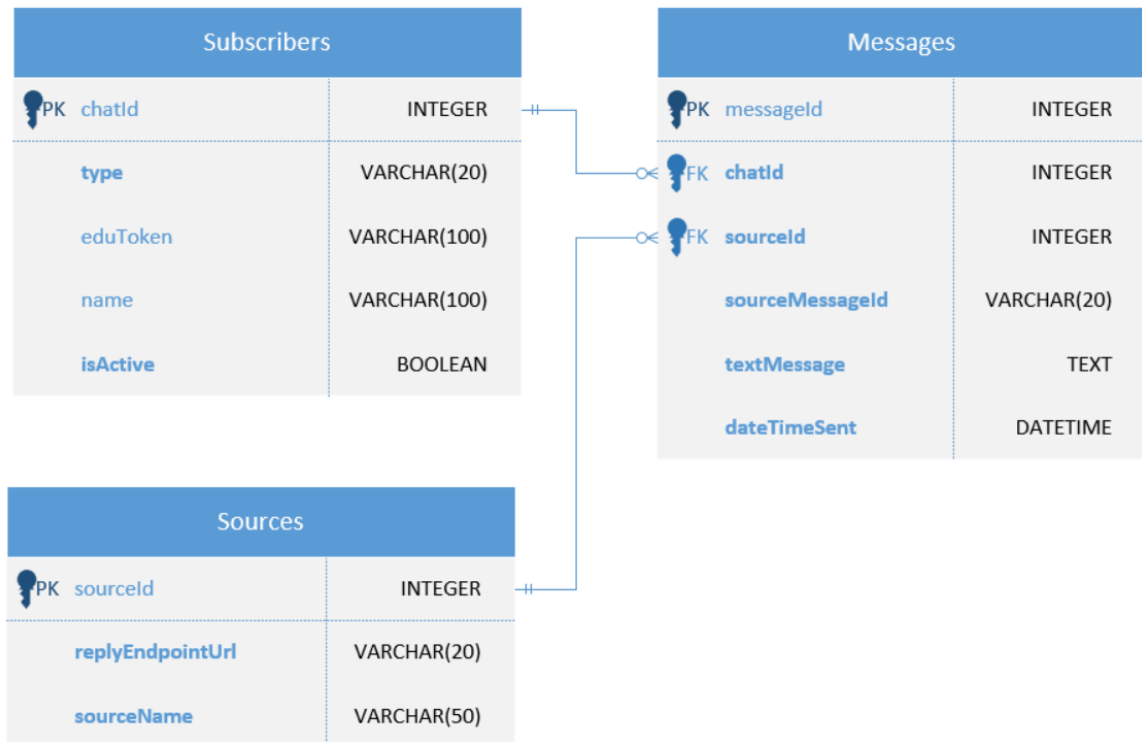 Subscribers
PK chatId INTEGER
type VARCHAR(20)
eduToken VARCHAR(100)
name VARCHAR(100)
isActive BOOLEAN
Messages
PK messageId INTEGER
FK chatId INTEGER
FK sourceId INTEGER
sourceMessageId VARCHAR(20)
textMessage TEXT
dateTimeSent DATETIME
Sources
PK sourceId INTEGER
replyEndpointUrl VARCHAR(20)
sourceName VARCHAR(50)